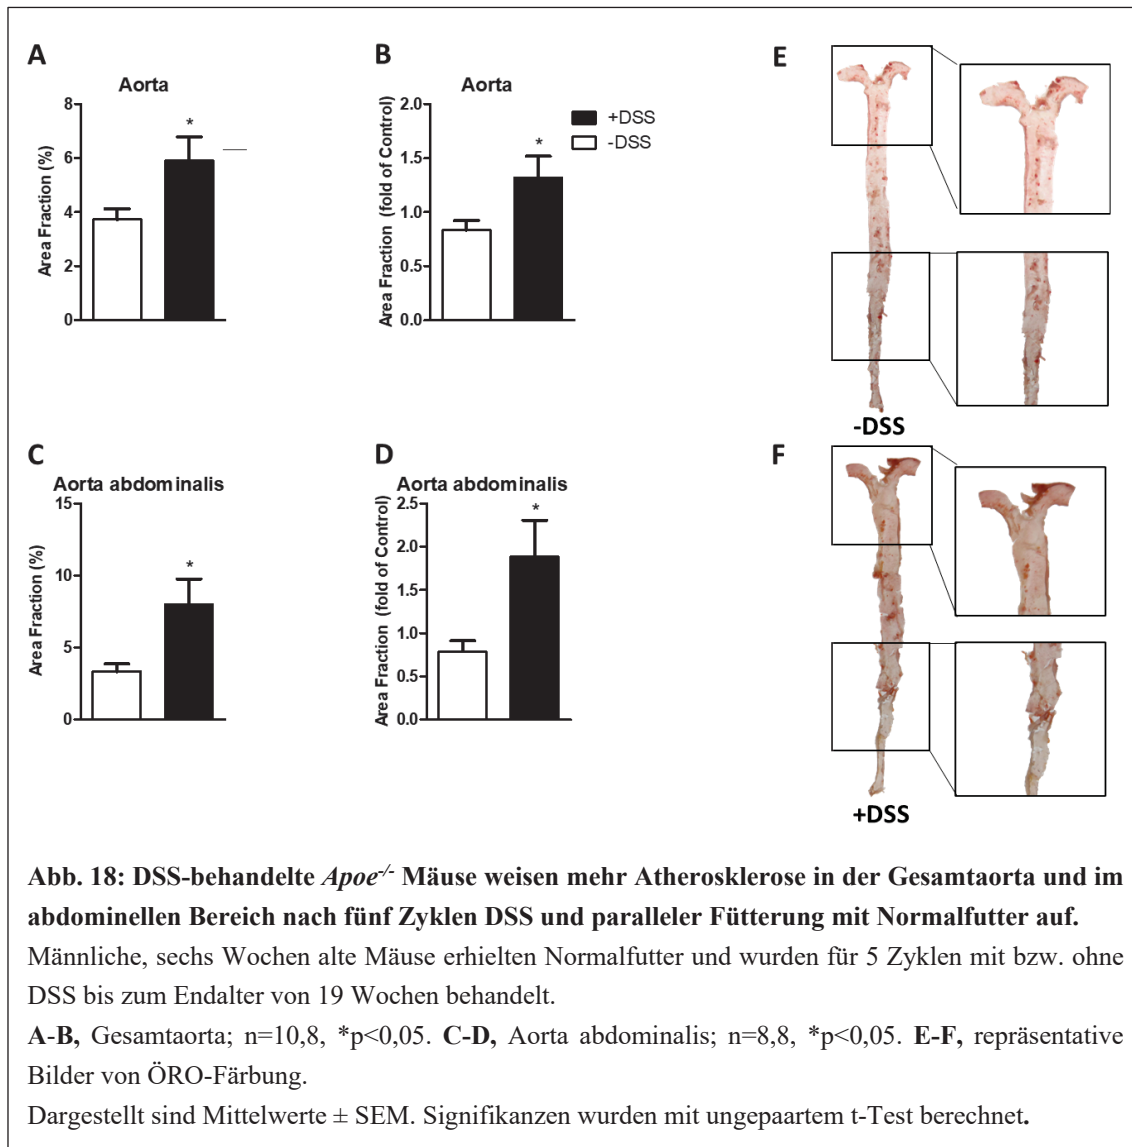 A
Aorta
Area Fraction (%)
8
6
4
2
0
*
B
Aorta
Area Fraction (fold of Control)
2.0
1.5
1.0
0.5
0.0
*
+DSS
-DSS
E
-DSS
C
Aorta abdominalis
Area Fraction (%)
15
10
5
0
*
D
Aorta abdominalis
Area Fraction (fold of Control)
2.5
2.0
1.5
1.0
0.5
0.0
*
F
+DSS
Abb. 18: DSS-behandelte Apoe-/- Mäuse weisen mehr Atherosklerose in der Gesamtaorta und im
abdominellen Bereich nach fünf Zyklen DSS und paralleler Fütterung mit Normalfutter auf.
Männliche, sechs Wochen alte Mäuse erhielten Normalfutter und wurden für 5 Zyklen mit bzw. ohne
DSS bis zum Endalter von 19 Wochen behandelt.
A-B, Gesamtaorta; n=10,8, *p<0,05. C-D, Aorta abdominalis; n=8,8, *p<0,05. E-F, repräsentative
Bilder von ÖRO-Färbung.
Dargestellt sind Mittelwerte ± SEM. Signifikanzen wurden mit ungepaartem t-Test berechnet.